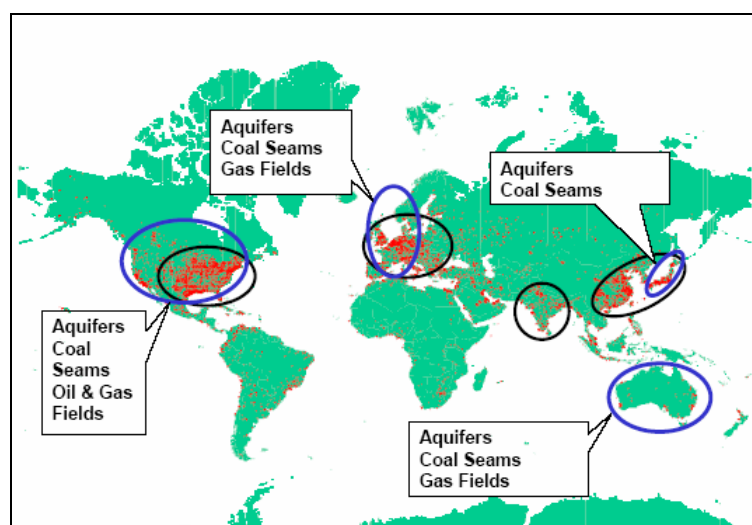 Aquifers
Coal Seams
Gas Fields
Aquifers
Coal Seams
Aquifers
Coal
Seams
Oil & Gas
Fields
Aquifers
Coal Seams
Gas Fields